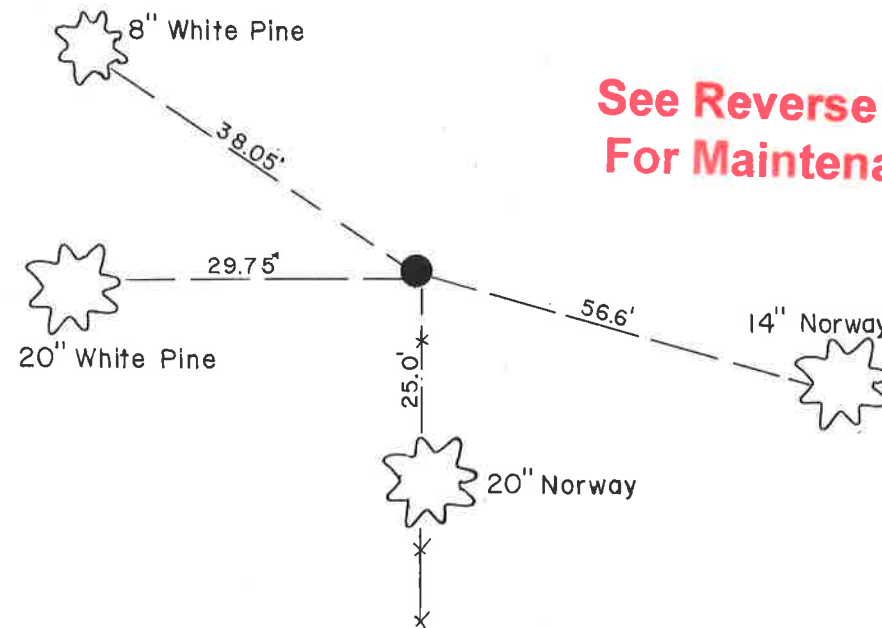 8" White Pine
See Reverse
For Maintena
38.05'
29.75'
56.6'
14" Norway
20" White Pine
25.0'
20" Norway